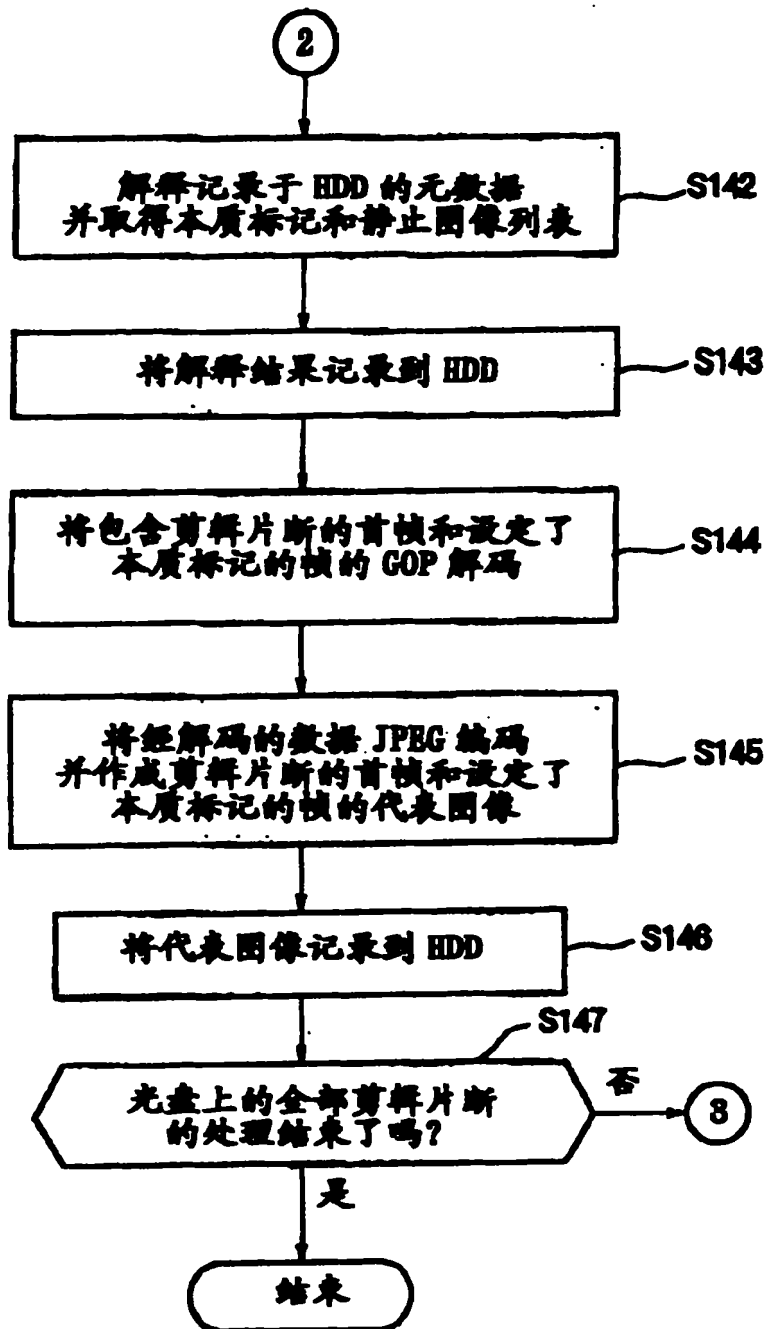 2
解释记录于 HDD 的元数据
并取得本质标记和静止图像列表
S142
将解释结果记录到 HDD
S143
将包含剪辑片断的首帧和设定了
本质标记的帧的 GOP 解码
S144
将经解码的数据 JPEG 编码
并作成剪辑片断的首帧和设定了
本质标记的帧的代表图像
S145
将代表图像记录到 HDD
S146
S147
光盘上的全部剪辑片断
的处理结束了吗?
否
3
是
结束